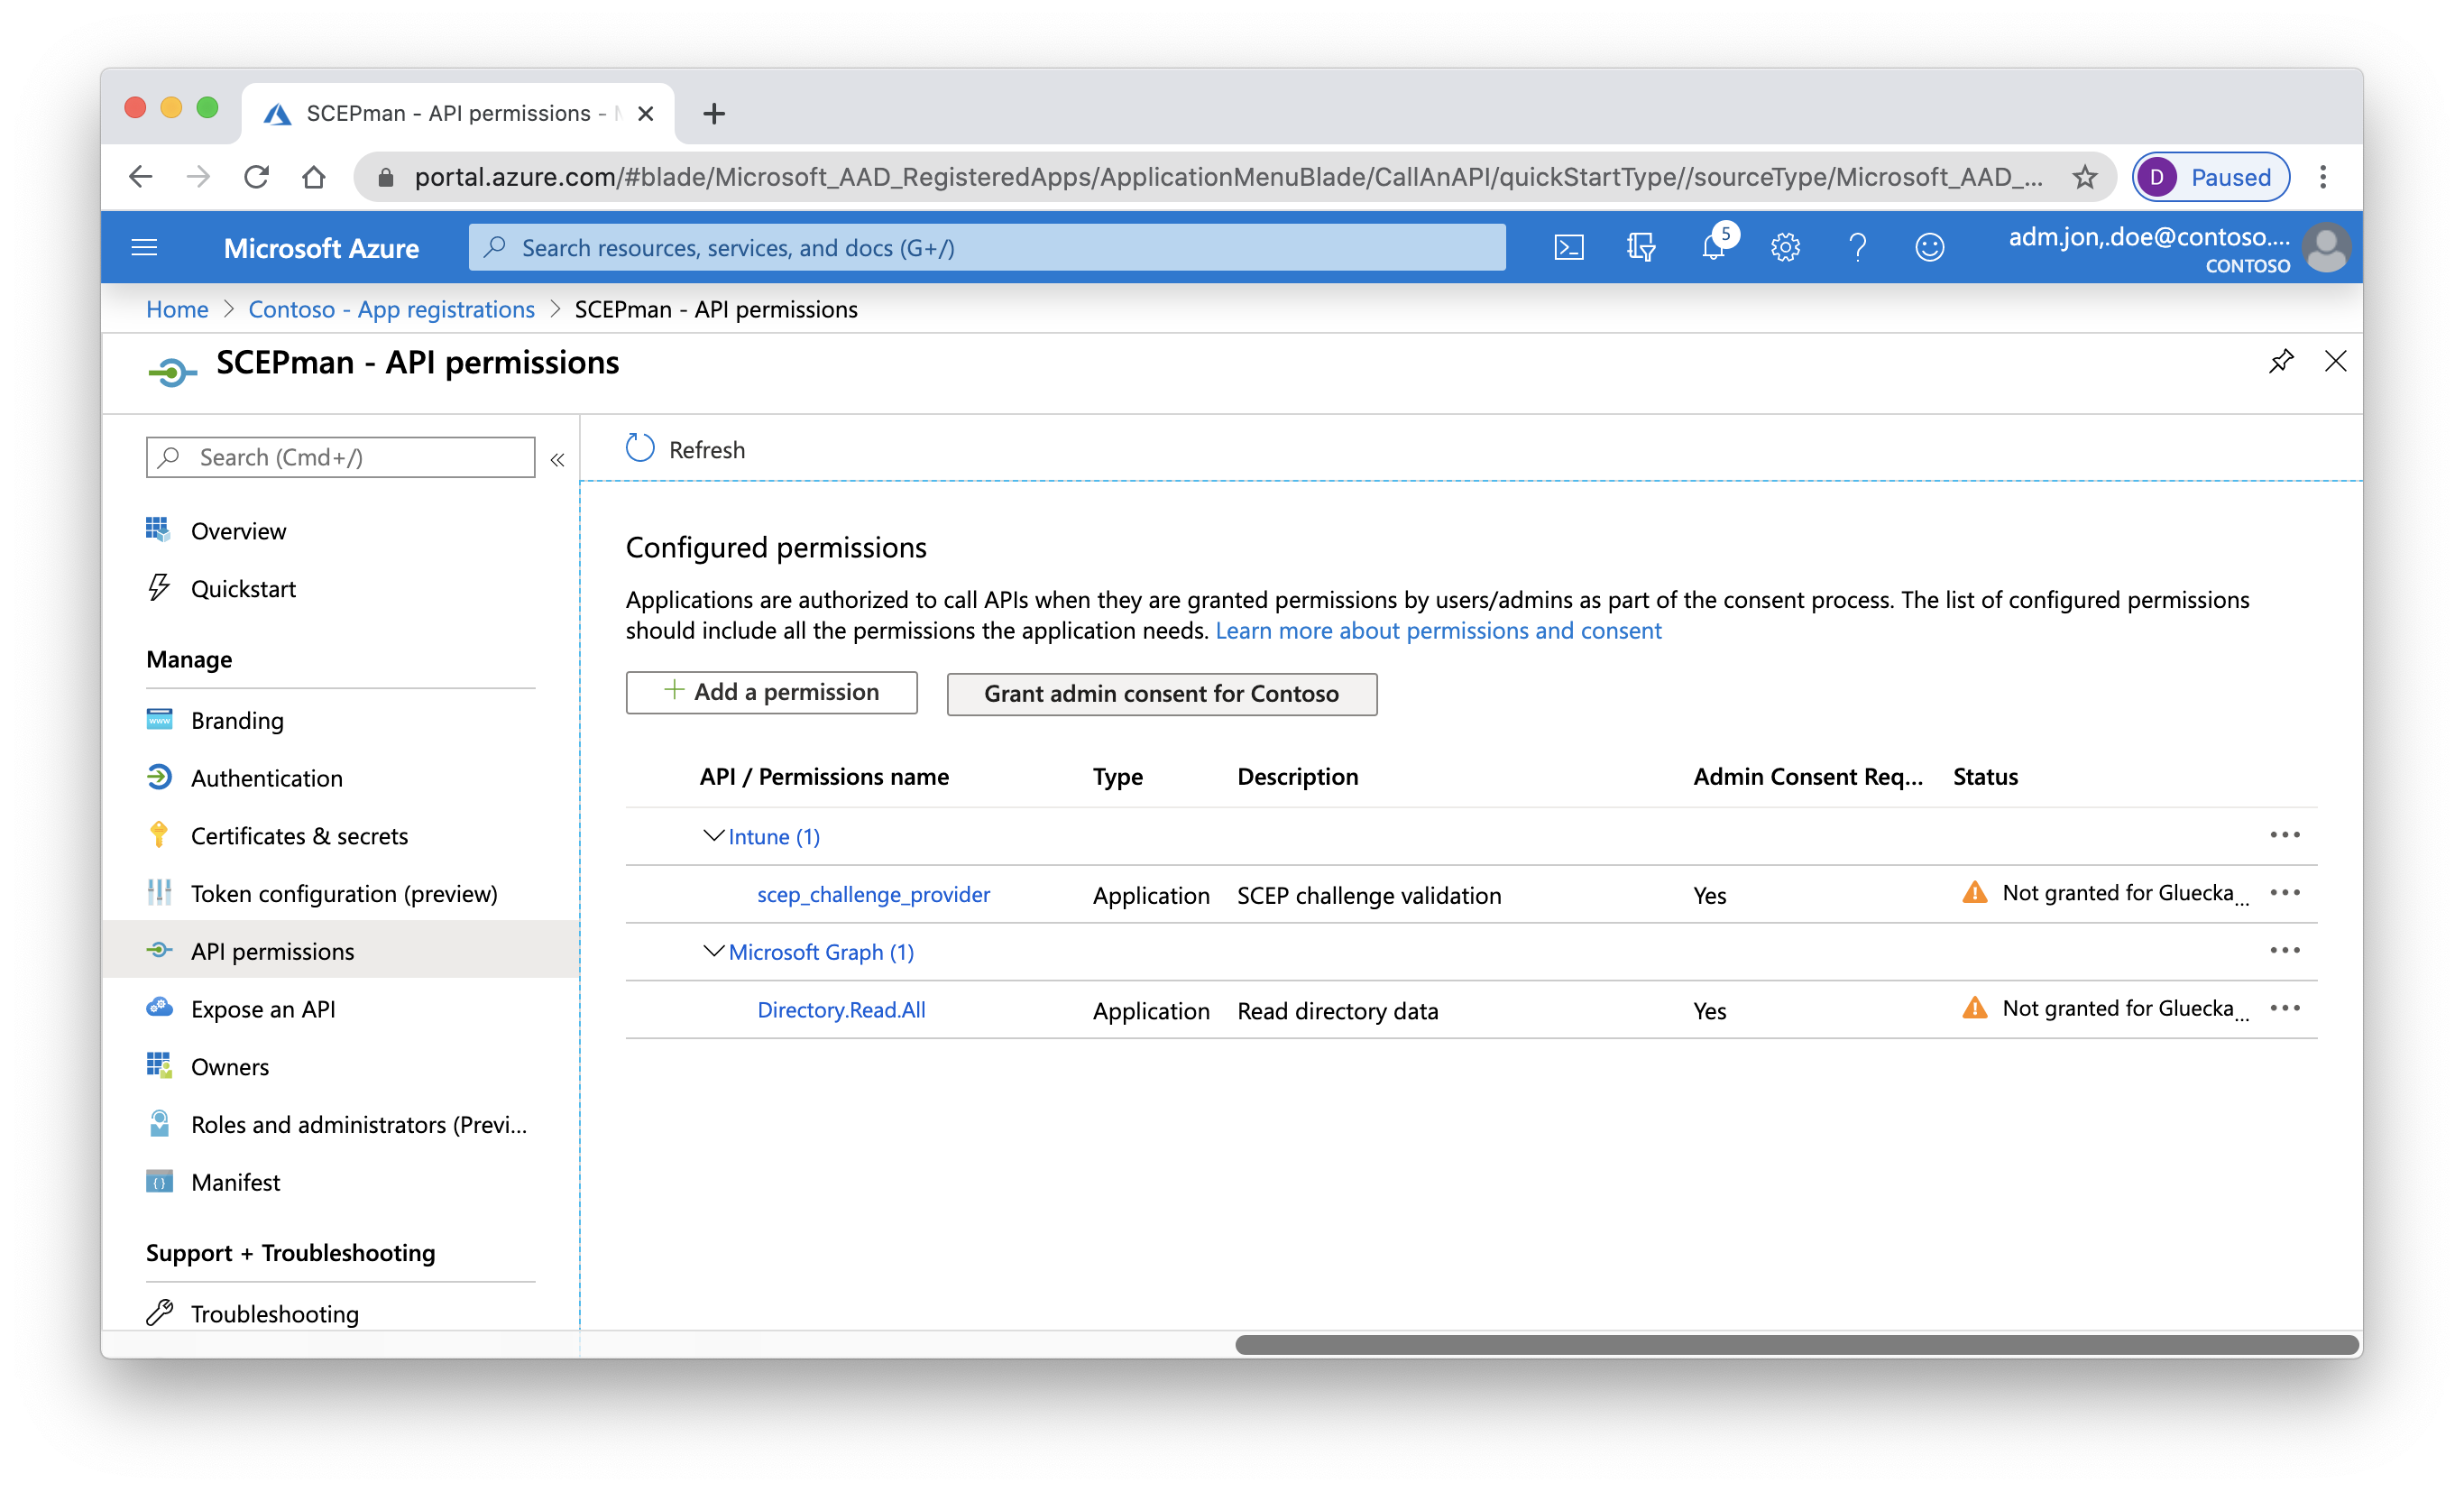 SCEPman - API permissions -
portal.azure.com/#blade/Microsoft_AAD_RegisteredApps/ApplicationMenuBlade/CallAnAPI/quickStartType//sourceType/Microsoft_AAD_...
D Paused
Microsoft Azure
Search resources, services, and docs (G+/)
5
adm.jon,.doe@contoso....
CONTOSO
Home > Contoso - App registrations > SCEPman - API permissions
SCEPman - API permissions
Search (Cmd+/)
«
Overview
Quickstart
Manage
Branding
Authentication
Certificates & secrets
Token configuration (preview)
API permissions
Expose an API
Owners
Roles and administrators (Previ...
Manifest
Support + Troubleshooting
Troubleshooting
Refresh
Configured permissions
Applications are authorized to call APIs when they are granted permissions by users/admins as part of the consent process. The list of configured permissions
should include all the permissions the application needs. Learn more about permissions and consent
+ Add a permission
Grant admin consent for Contoso
API / Permissions name Type Description Admin Consent Req... Status
Intune (1) ...
scep_challenge_provider Application SCEP challenge validation Yes Not granted for Gluecka... ...
Microsoft Graph (1) ...
Directory.Read.All Application Read directory data Yes Not granted for Gluecka... ...